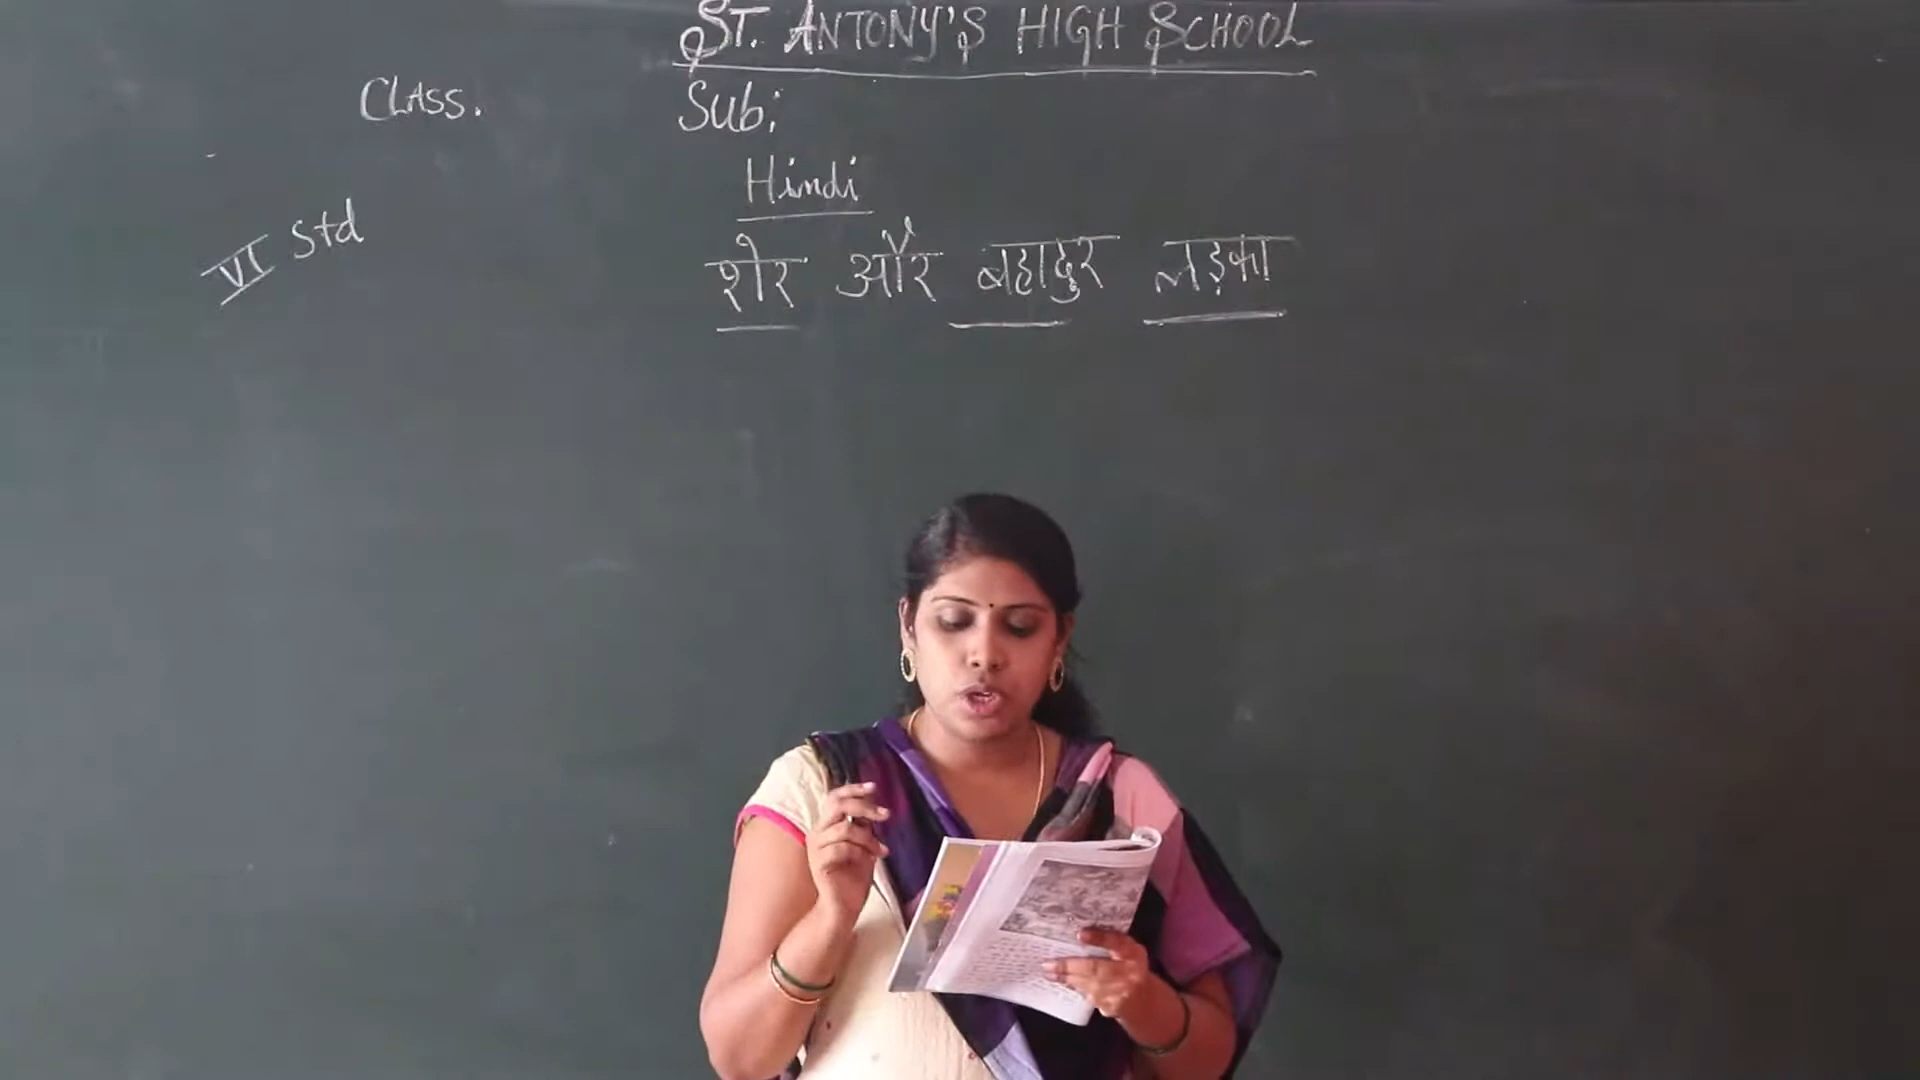 ST. ANTONY'S HIGH SCHOOL
CLASS. Sub:
Hindi
VI Std
शेर और बहादुर लड़का